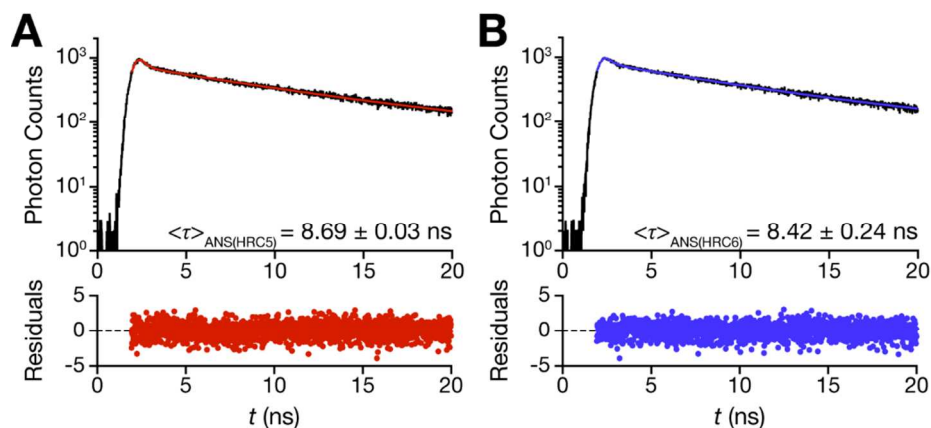 A
B
Photon Counts
10³
10²
10¹
10⁰
<τ>ANS(HRC5) = 8.69 ± 0.03 ns
0 5 10 15 20
Photon Counts
10³
10²
10¹
10⁰
<τ>ANS(HRC6) = 8.42 ± 0.24 ns
0 5 10 15 20
Residuals
5
0
−5
0 5 10 15 20
t (ns)
Residuals
5
0
−5
0 5 10 15 20
t (ns)